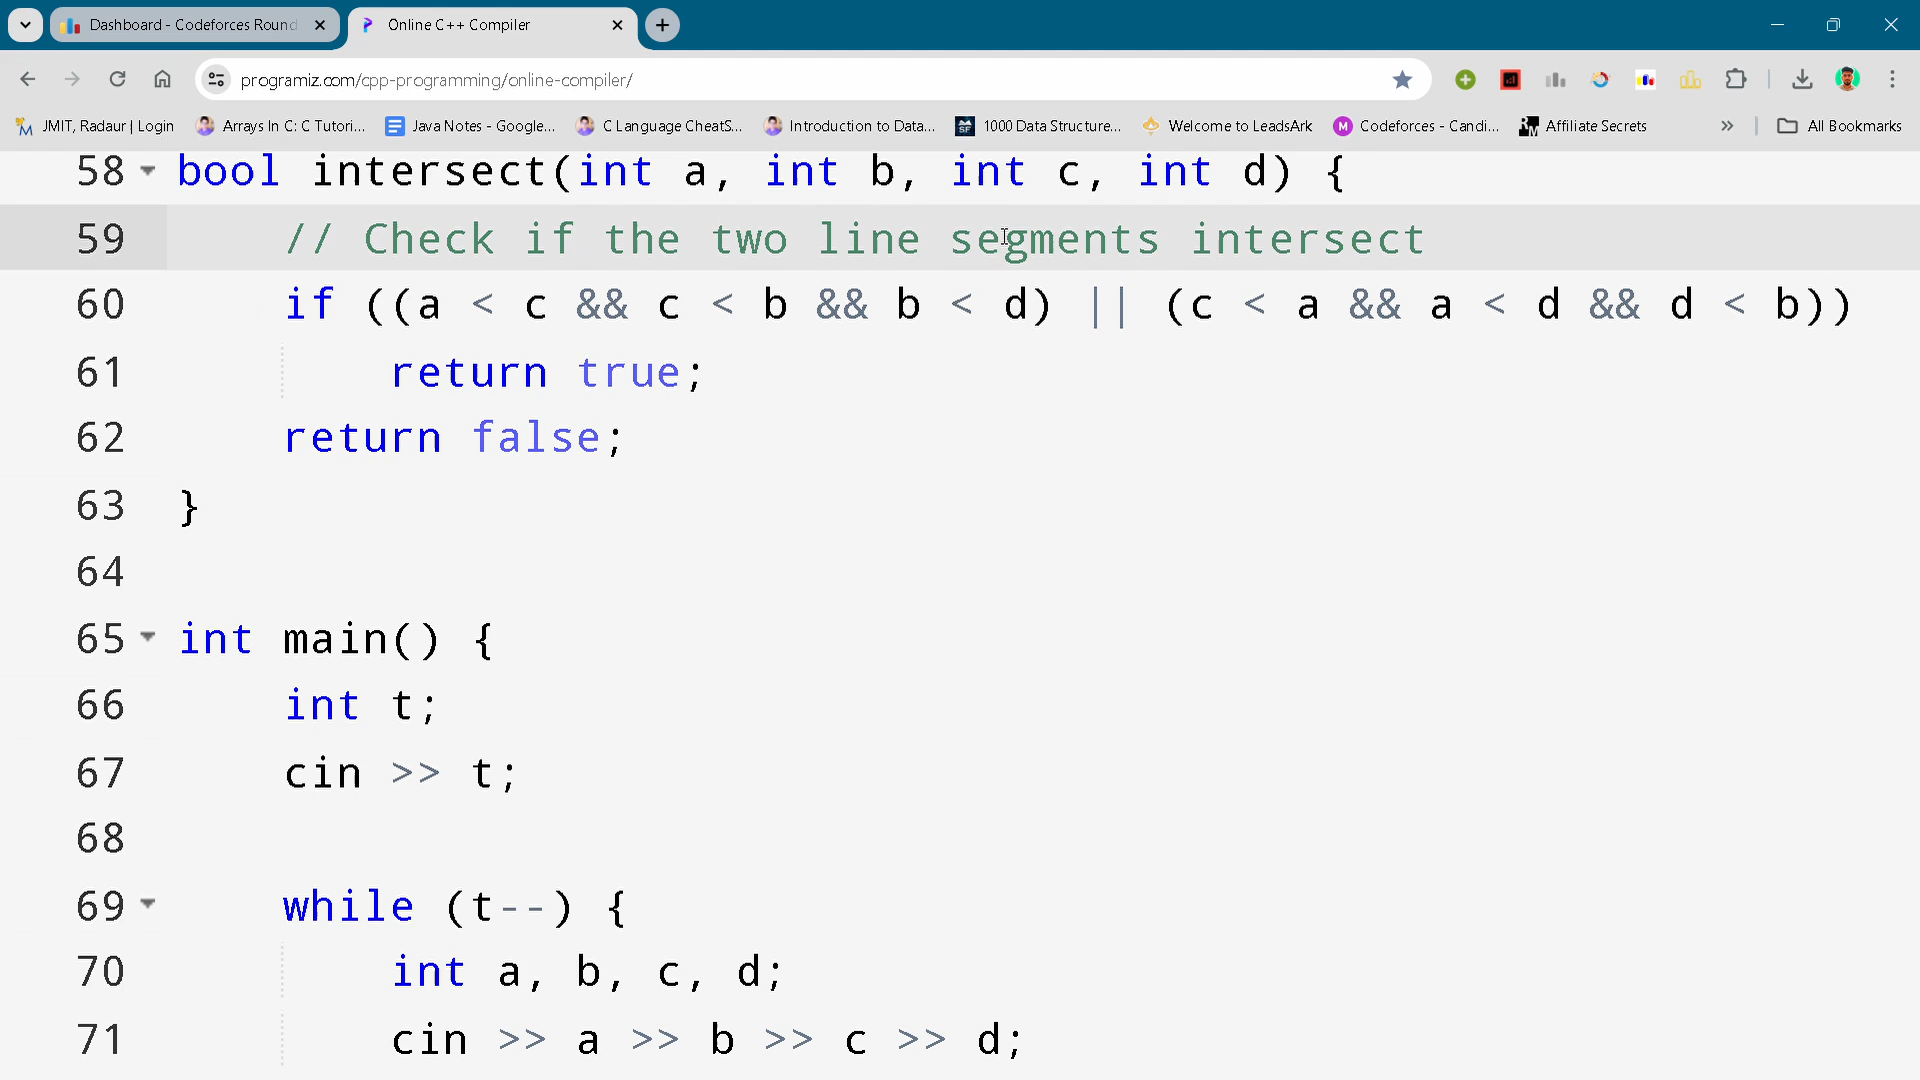 Dashboard - Codeforces Round
Online C++ Compiler
programiz.com/cpp-programming/online-compiler/
JMIT, Radaur | Login
Arrays In C: C Tutori...
Java Notes - Google...
C Language CheatS...
Introduction to Data...
1000 Data Structure...
Welcome to LeadsArk
Codeforces - Candi...
Affiliate Secrets
All Bookmarks
58 bool intersect(int a, int b, int c, int d) {
59 // Check if the two line segments intersect
60 if ((a < c && c < b && b < d) || (c < a && a < d && d < b))
61 return true;
62 return false;
63 }
64
65 int main() {
66 int t;
67 cin >> t;
68
69 while (t--) {
70 int a, b, c, d;
71 cin >> a >> b >> c >> d;